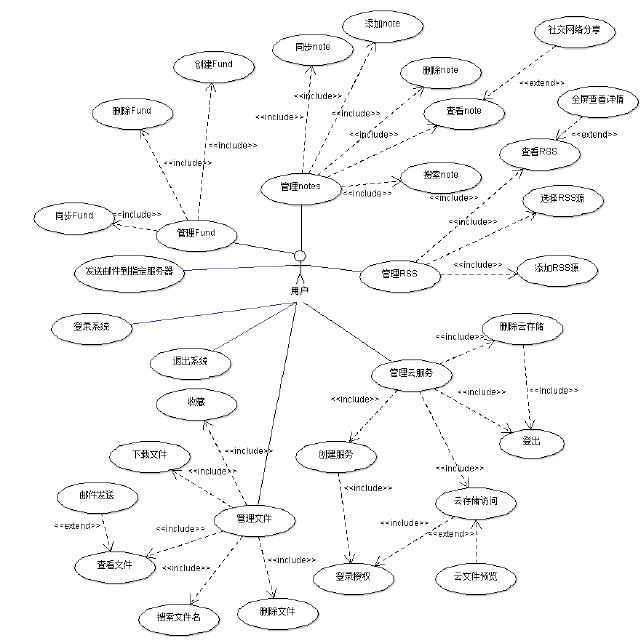 添加note
社交网络分享
同步note
创建Fund
删除note
<<include>>
<<extend>>
全屏查看详情
删除Fund
<<include>>
<<include>>
查看note
<<include>>
<<include>>
<<extend>>
<<include>>
<<include>>
查看RSS
搜索note
管理notes
<<include>>
<<include>>
选择RSS源
同步Fund
<<include>>
<<include>>
<<include>>
管理Fund
发送邮件到指定服务器
管理RSS
<<include>>
添加RSS源
用户
登录系统
删除云存储
<<include>>
退出系统
管理云服务
收藏
<<include>>
<<include>>
<<include>>
登出
下载文件
<<include>>
创建服务
<<include>>
<<include>>
邮件发送
<<include>>
云存储访问
<<extend>>
<<include>>
管理文件
<<include>>
<<extend>>
查看文件
<<include>>
<<include>>
登录授权
云文件预览
搜索文件名
删除文件